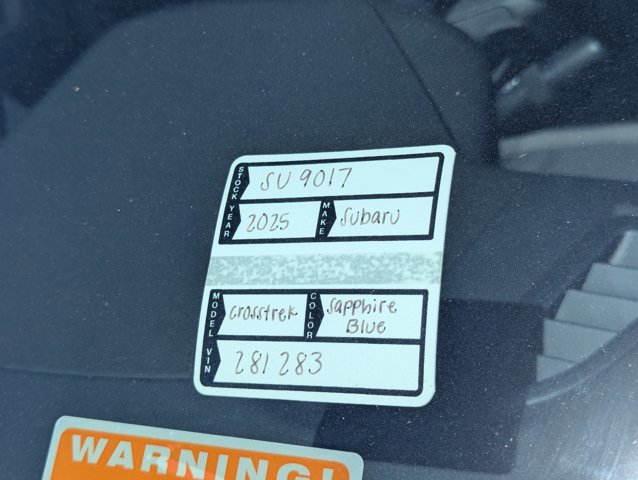 STOCK SU 9017
YEAR 2025 MAKE Subaru
MODEL Crosstrek COLOR Sapphire
Blue
VIN 281283
WARNING!